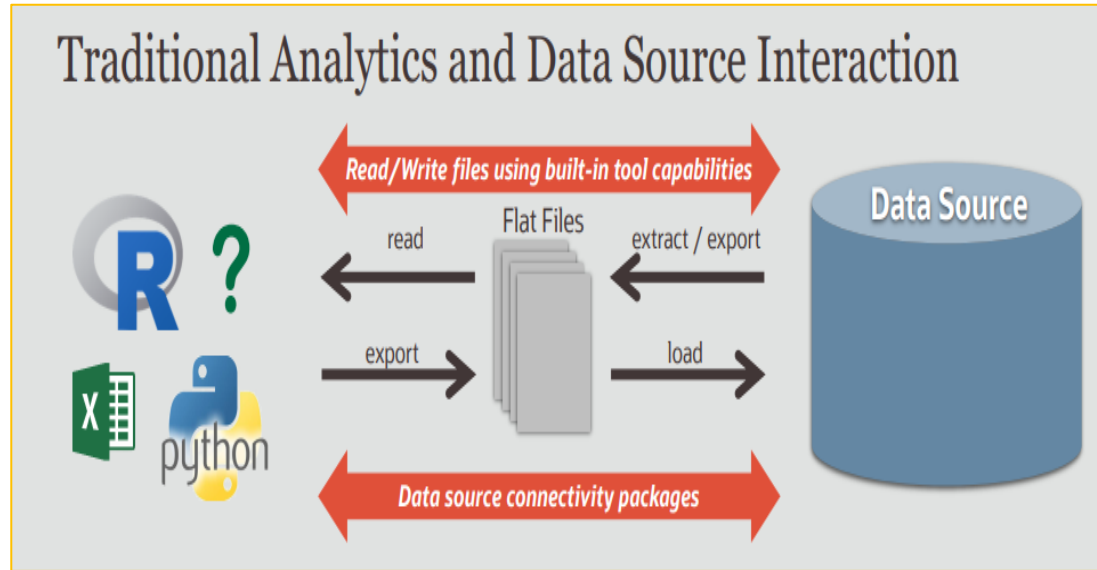 Traditional Analytics and Data Source Interaction
Read/Write files using built-in tool capabilities
Data Source
Flat Files
read
extract / export
R
?
export
load
X
python
Data source connectivity packages